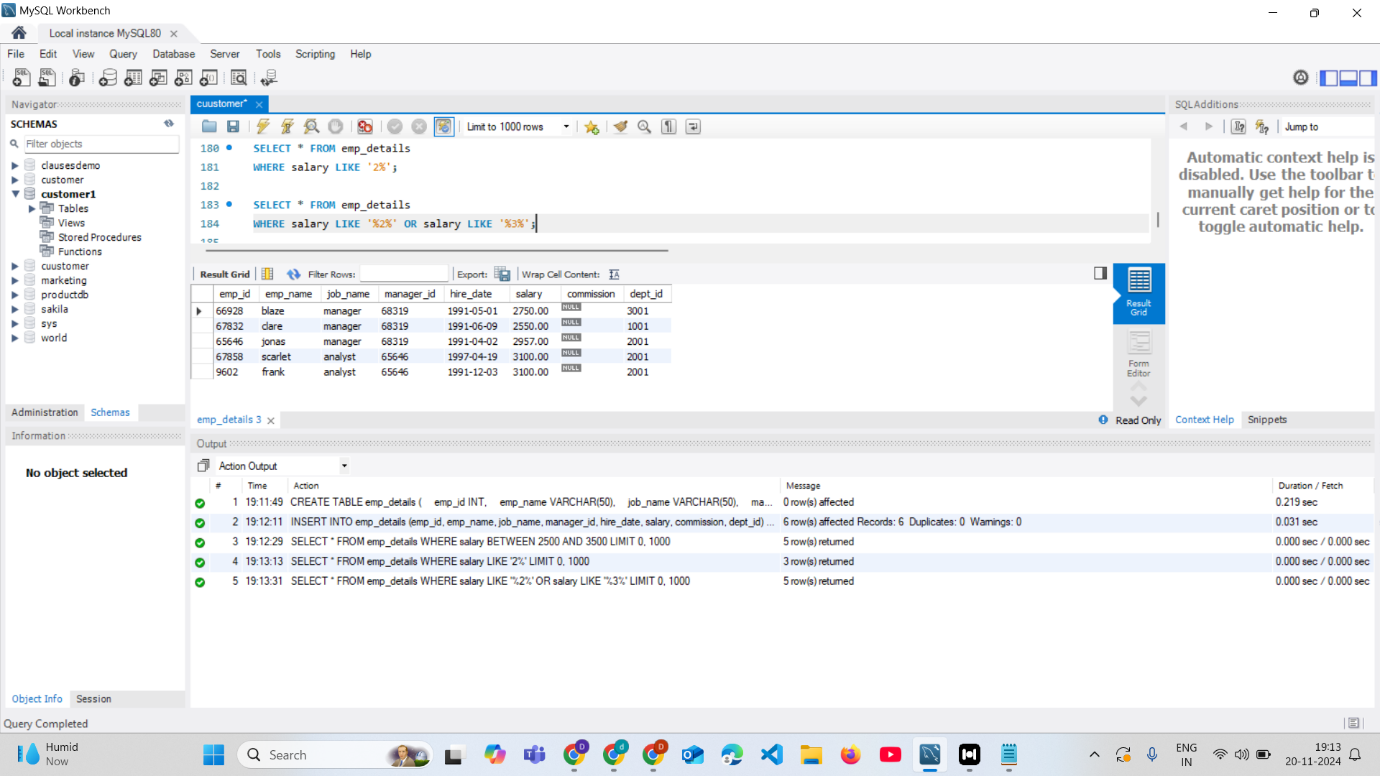 MySQL Workbench
Local instance MySQL80
File Edit View Query Database Server Tools Scripting Help
Navigator
SCHEMAS
Filter objects
clausesdemo
customer
customer1
Tables
Views
Stored Procedures
Functions
cuustomer
marketing
productdb
sakila
sys
world
Administration Schemas
Information
No object selected
Object Info Session
cuustomer*
Limit to 1000 rows
180 SELECT * FROM emp_details
181 WHERE salary LIKE '2%';
182
183 SELECT * FROM emp_details
184 WHERE salary LIKE '%2%' OR salary LIKE '%3%';
185
Result Grid Filter Rows: Export: Wrap Cell Content:
emp_id emp_name job_name manager_id hire_date salary commission dept_id
66928 blaze manager 68319 1991-05-01 2750.00 NULL 3001
67832 clare manager 68319 1991-06-09 2550.00 NULL 1001
65646 jonas manager 68319 1991-04-02 2957.00 NULL 2001
67858 scarlet analyst 65646 1997-04-19 3100.00 NULL 2001
9602 frank analyst 65646 1991-12-03 3100.00 NULL 2001
Result
Grid
Form
Editor
emp_details 3
Read Only
SQLAdditions
Jump to
Automatic context help is
disabled. Use the toolbar t
manually get help for the
current caret position or to
toggle automatic help.
Context Help Snippets
Output
Action Output
# Time Action Message Duration / Fetch
1 19:11:49 CREATE TABLE emp_details ( emp_id INT, emp_name VARCHAR(50), job_name VARCHAR(50), ma... 0 row(s) affected 0.219 sec
2 19:12:11 INSERT INTO emp_details (emp_id, emp_name, job_name, manager_id, hire_date, salary, commission, dept_id) ... 6 row(s) affected Records: 6 Duplicates: 0 Warnings: 0 0.031 sec
3 19:12:29 SELECT * FROM emp_details WHERE salary BETWEEN 2500 AND 3500 LIMIT 0, 1000 5 row(s) returned 0.000 sec / 0.000 sec
4 19:13:13 SELECT * FROM emp_details WHERE salary LIKE '2%' LIMIT 0, 1000 3 row(s) returned 0.000 sec / 0.000 sec
5 19:13:31 SELECT * FROM emp_details WHERE salary LIKE '%2%' OR salary LIKE '%3%' LIMIT 0, 1000 5 row(s) returned 0.000 sec / 0.000 sec
Query Completed
Humid
Now
Search
ENG
IN
19:13
20-11-2024